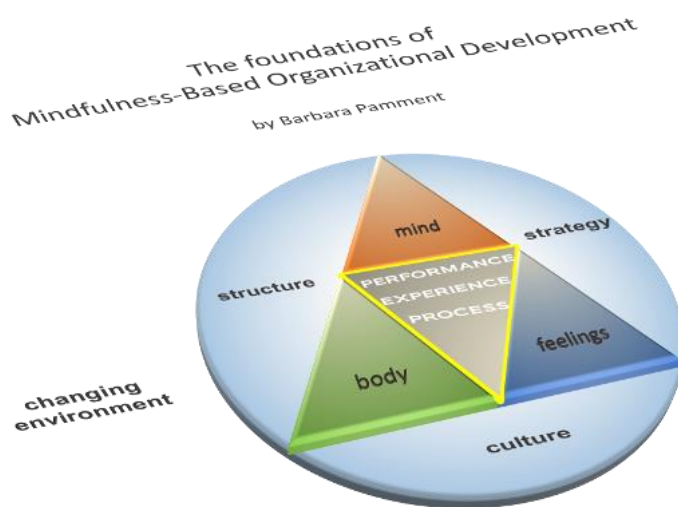 The foundations of
Mindfulness-Based Organizational Development
by Barbara Pamment
mind
strategy
structure
PERFORMANCE
EXPERIENCE
PROCESS
feelings
body
changing
environment
culture